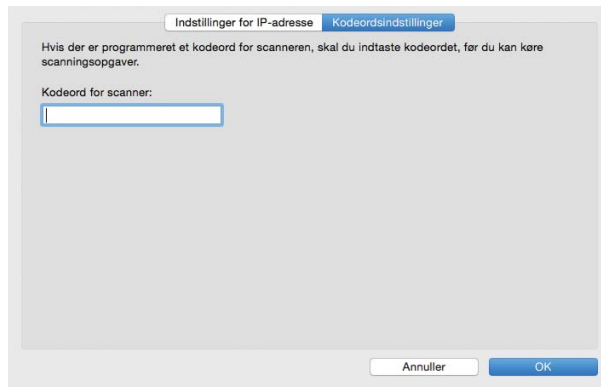 Indstillinger for IP-adresse Kodeordsindstillinger
Hvis der er programmeret et kodeord for scanneren, skal du indtaste kodeordet, før du kan køre
scanningsopgaver.
Kodeord for scanner:
Annuller OK